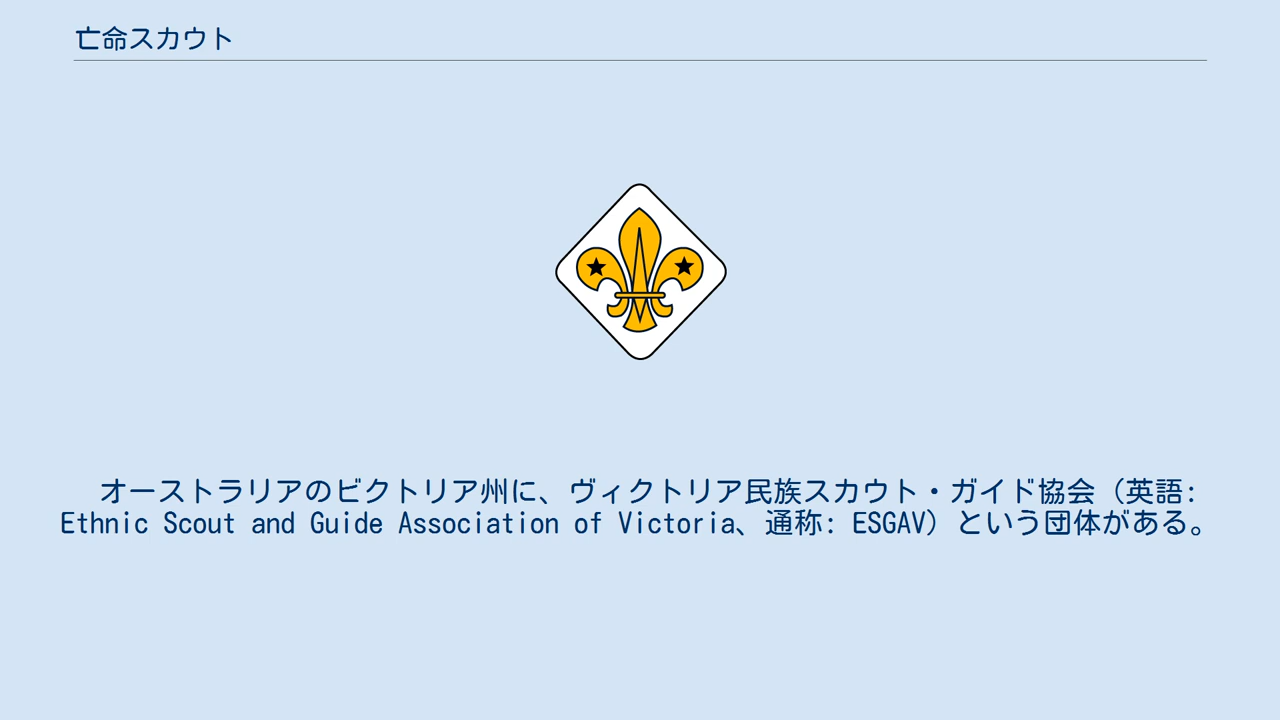 亡命スカウト
オーストラリアのビクトリア州に、ヴィクトリア民族スカウト・ガイド協会（英語:
Ethnic Scout and Guide Association of Victoria、通称: ESGAV）という団体がある。